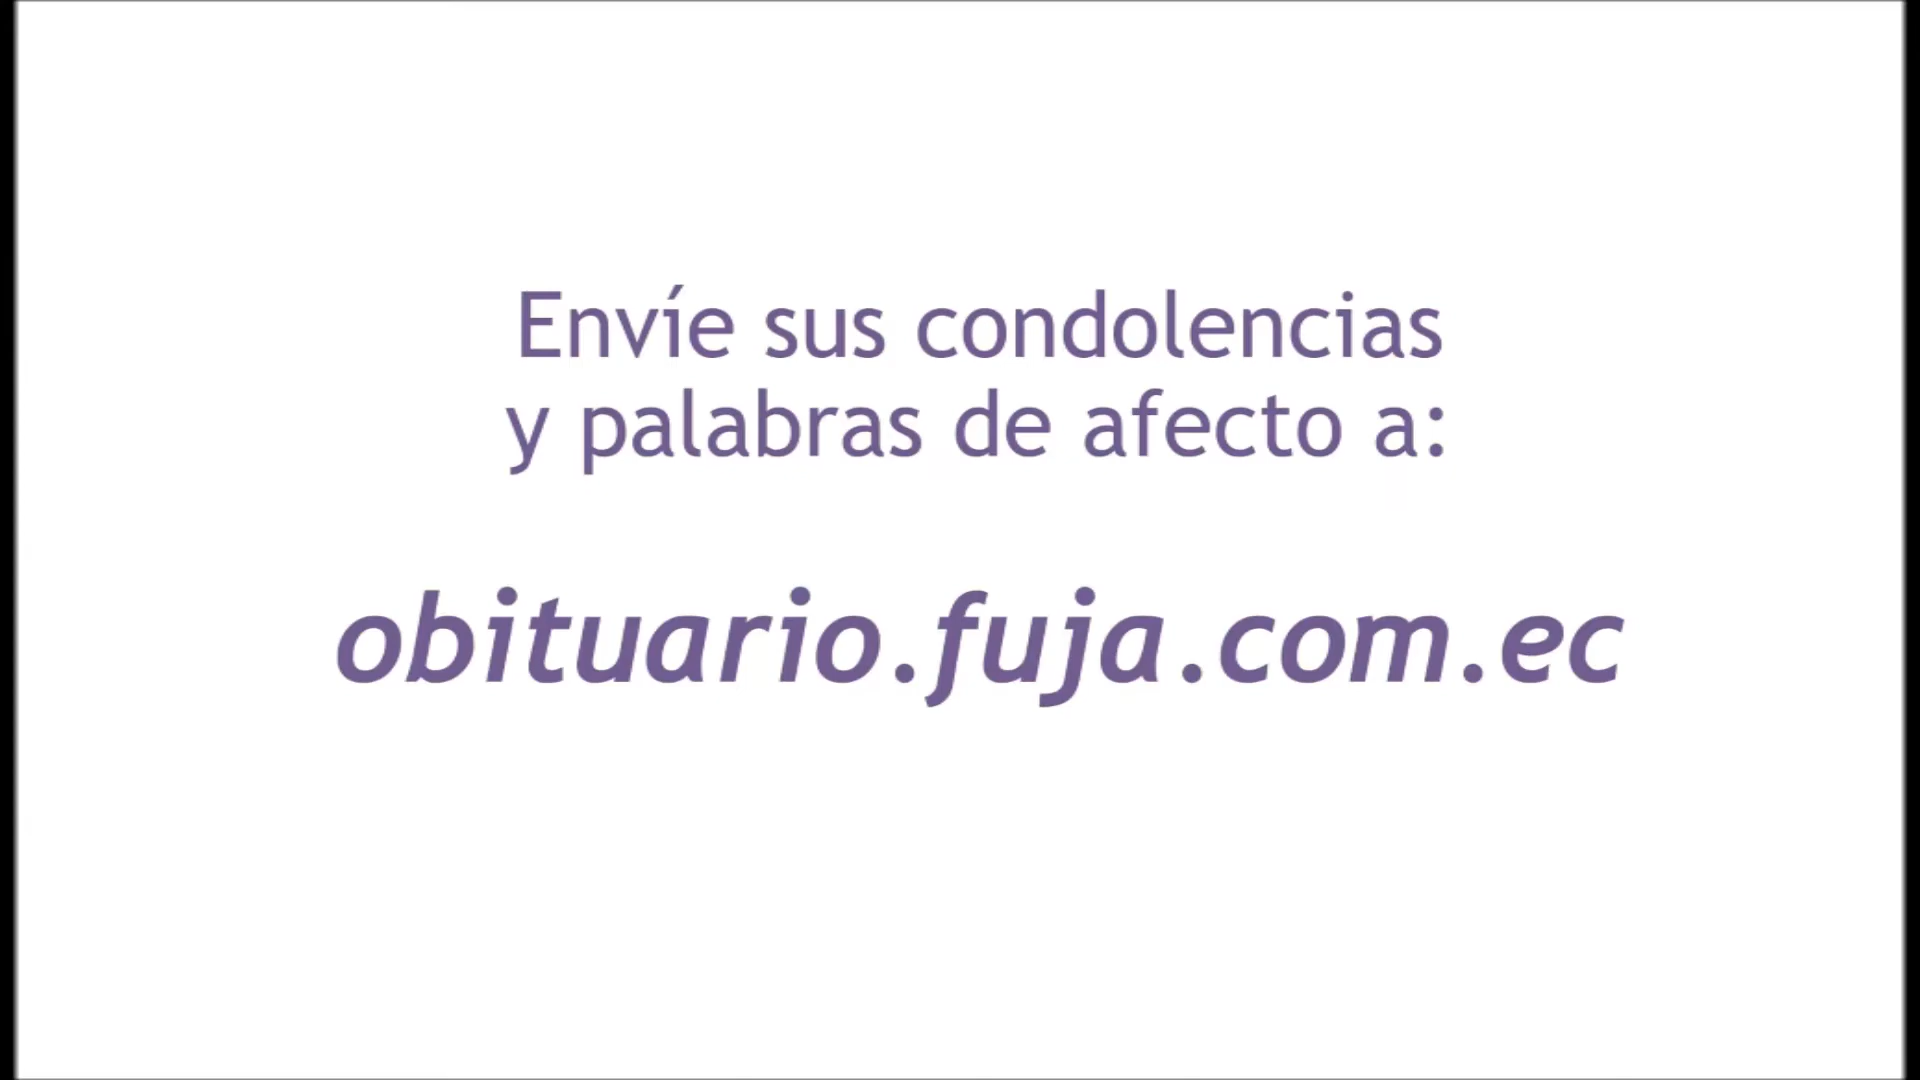 Envíe sus condolencias
y palabras de afecto a:
obituario.fuja.com.ec